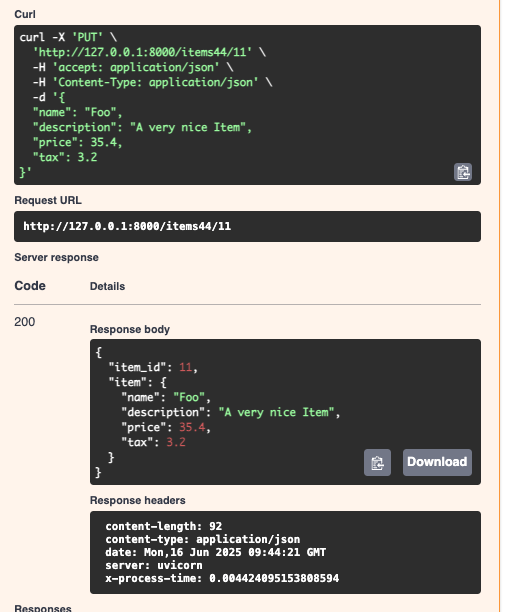 Curl
curl -X 'PUT' \
  'http://127.0.0.1:8000/items44/11' \
  -H 'accept: application/json' \
  -H 'Content-Type: application/json' \
  -d '{
  "name": "Foo",
  "description": "A very nice Item",
  "price": 35.4,
  "tax": 3.2
}'
Request URL
http://127.0.0.1:8000/items44/11
Server response
Code Details
200
Response body
{
  "item_id": 11,
  "item": {
    "name": "Foo",
    "description": "A very nice Item",
    "price": 35.4,
    "tax": 3.2
  }
}
Download
Response headers
content-length: 92
content-type: application/json
date: Mon,16 Jun 2025 09:44:21 GMT
server: uvicorn
x-process-time: 0.004424095153808594
Responses